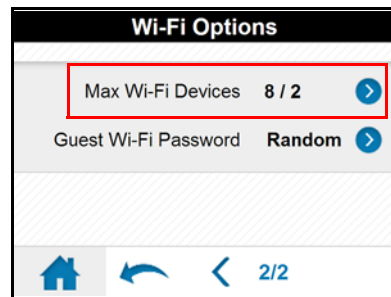 Wi-Fi Options
Max Wi-Fi Devices 8 / 2
Guest Wi-Fi Password Random
2/2